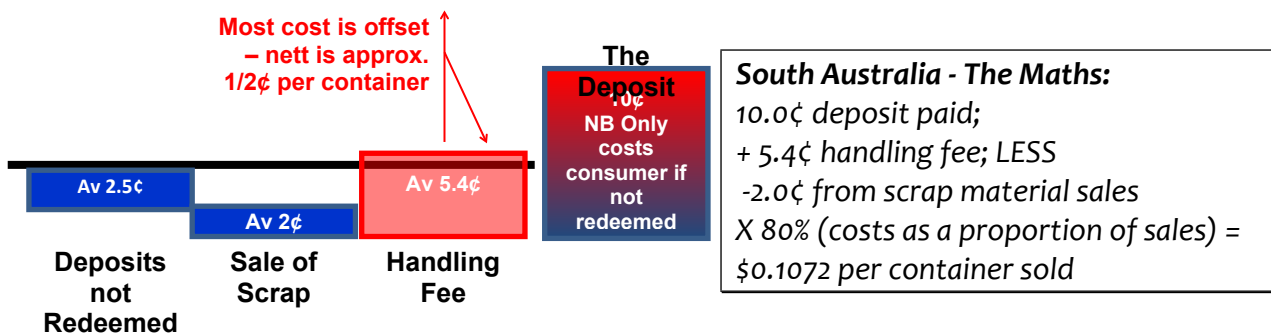 Most cost is offset
– nett is approx.
1/2¢ per container
Av 2.5¢
Deposits
not
Redeemed
Av 2¢
Sale of
Scrap
Av 5.4¢
Handling
Fee
The
Deposit
10¢
NB Only
costs
consumer if
not
redeemed
South Australia - The Maths:
10.0¢ deposit paid;
+ 5.4¢ handling fee; LESS
-2.0¢ from scrap material sales
X 80% (costs as a proportion of sales) =
$0.1072 per container sold